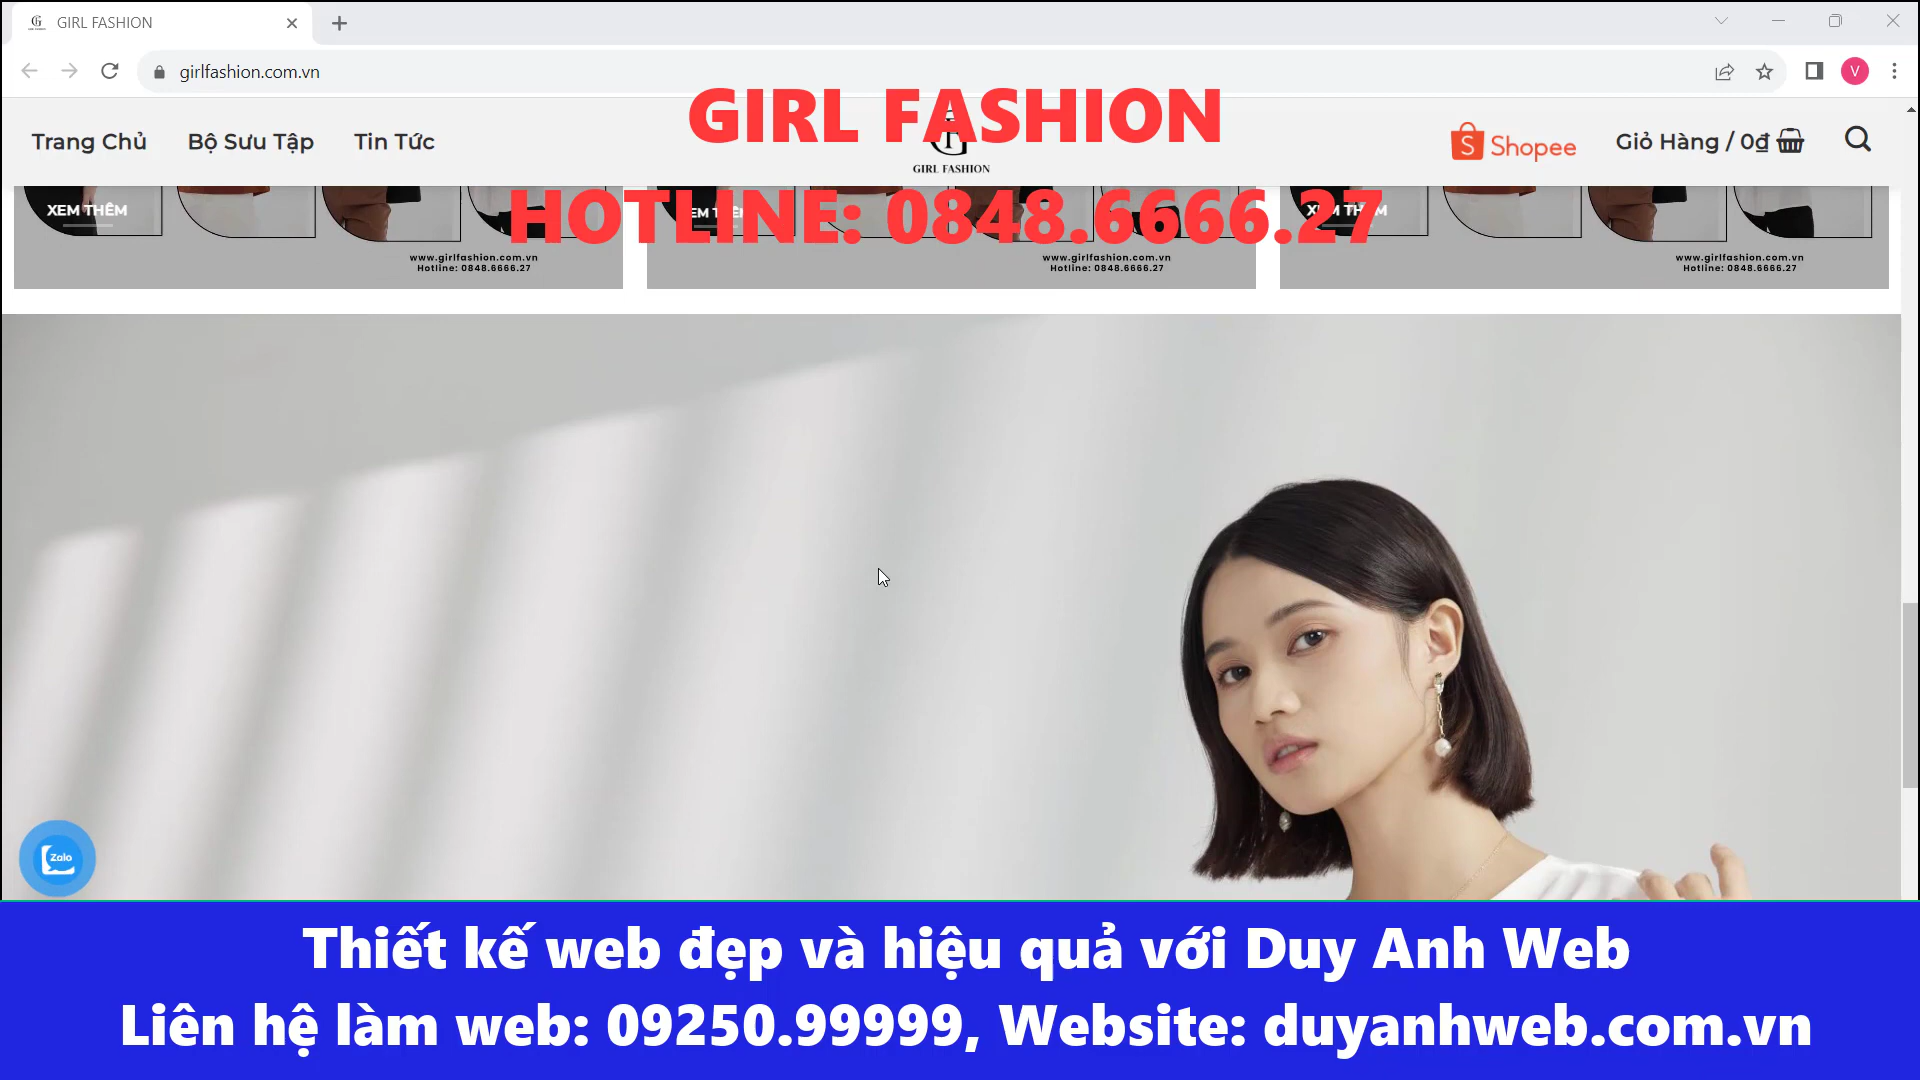 GIRL FASHION
girlfashion.com.vn
V
GIRL FASHION
Trang Chủ
Bộ Sưu Tập
Tin Tức
GIRL FASHION
Shopee
Giỏ Hàng / 0₫
HOTLINE: 0848.6666.27
XEM THÊM
XEM THÊM
www.girlfashion.com.vn
Hotline: 0848.6666.27
www.girlfashion.com.vn
Hotline: 0848.6666.27
www.girlfashion.com.vn
Hotline: 0848.6666.27
Zalo
Thiết kế web đẹp và hiệu quả với Duy Anh Web
Liên hệ làm web: 09250.99999, Website: duyanhweb.com.vn